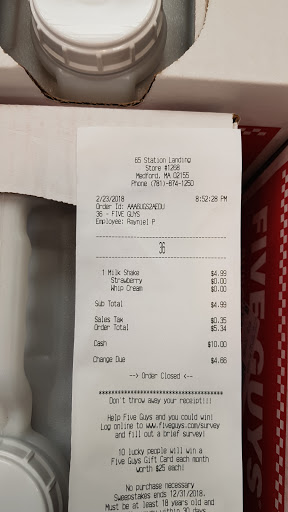 65 Station Landing
Store #1268
Medford, MA 02155
Phone (781)-874-1250
2/23/2018 8:52:28 PM
Order Id: AAABUGS2AEDU
36 - FIVE GUYS
Employee: Rayniel P
36
1 Milk Shake $4.99
Strawberry $0.00
Whip Cream $0.00
Sub Total $4.99
Sales Tax $0.35
Order Total $5.34
Cash $10.00
Change Due $4.66
--> Order Closed <--
Don't throw away your receipt!!!
Help Five Guys and you could win!
Log online to www.fiveguys.com/survey
and fill out a brief survey!
10 lucky people will win a
Five Guys Gift Card each month
worth $25 each!
No purchase necessary
Sweepstakes ends 12/31/2018.
Must be at least 18 years old and
within 30 days
FIVE GUYS